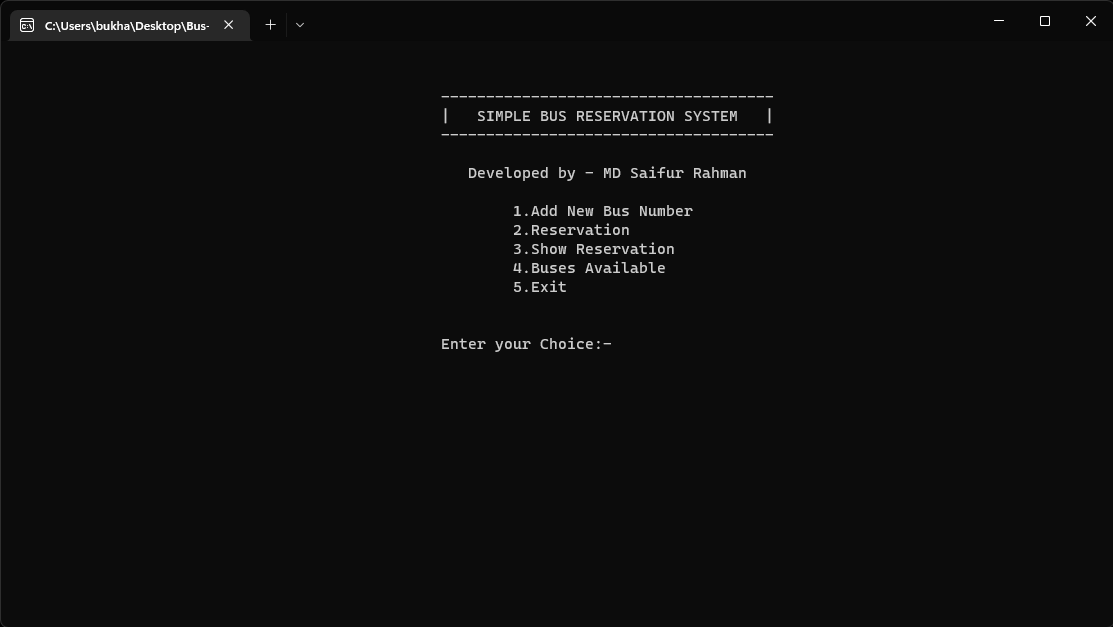 C:\Users\bukha\Desktop\Bus-
-------------------------------------
|   SIMPLE BUS RESERVATION SYSTEM   |
-------------------------------------
Developed by - MD Saifur Rahman
1.Add New Bus Number
2.Reservation
3.Show Reservation
4.Buses Available
5.Exit
Enter your Choice:-